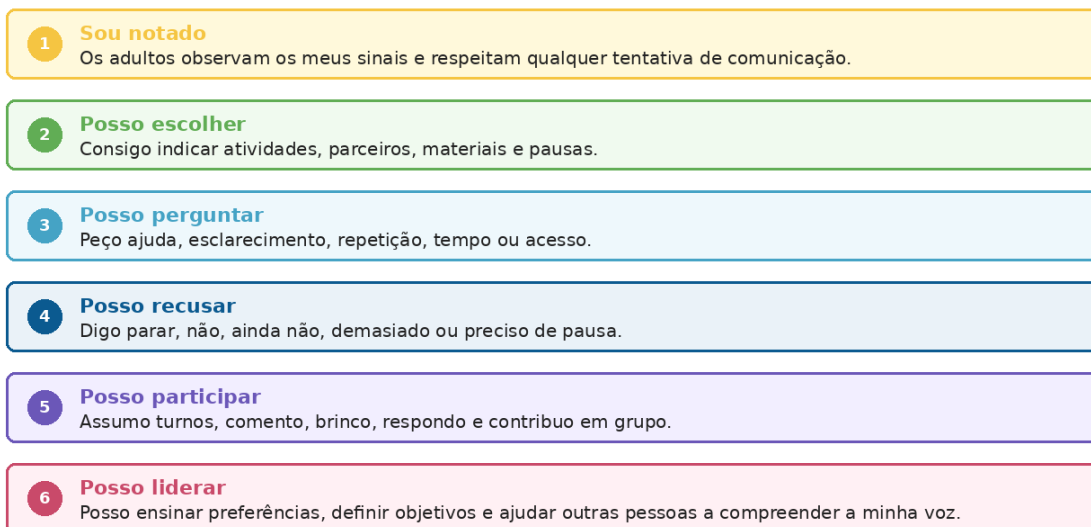 1
Sou notado
Os adultos observam os meus sinais e respeitam qualquer tentativa de comunicação.
2
Posso escolher
Consigo indicar atividades, parceiros, materiais e pausas.
3
Posso perguntar
Peço ajuda, esclarecimento, repetição, tempo ou acesso.
4
Posso recusar
Digo parar, não, ainda não, demasiado ou preciso de pausa.
5
Posso participar
Assumo turnos, comento, brinco, respondo e contribuo em grupo.
6
Posso liderar
Posso ensinar preferências, definir objetivos e ajudar outras pessoas a compreender a minha voz.